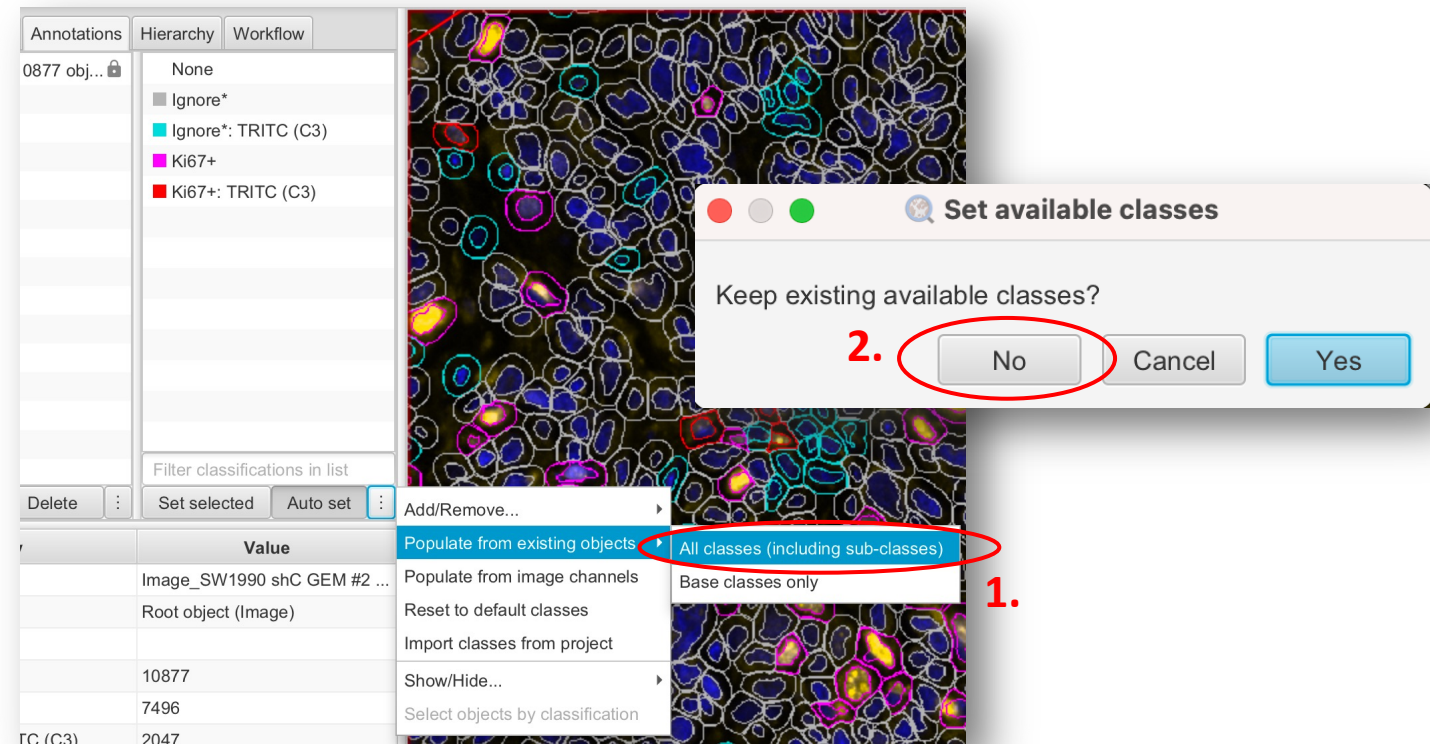 Annotations
Hierarchy
Workflow
0877 obj...
None
Ignore*
Ignore*: TRITC (C3)
Ki67+
Ki67+: TRITC (C3)
Filter classifications in list
Delete
Set selected
Auto set
Value
Image_SW1990 shC GEM #2 ...
Root object (Image)
10877
7496
TC (C3)
2047
Add/Remove...
Populate from existing objects
Populate from image channels
Reset to default classes
Import classes from project
Show/Hide...
Select objects by classification
All classes (including sub-classes)
Base classes only
1.
Set available classes
Keep existing available classes?
2.
No
Cancel
Yes